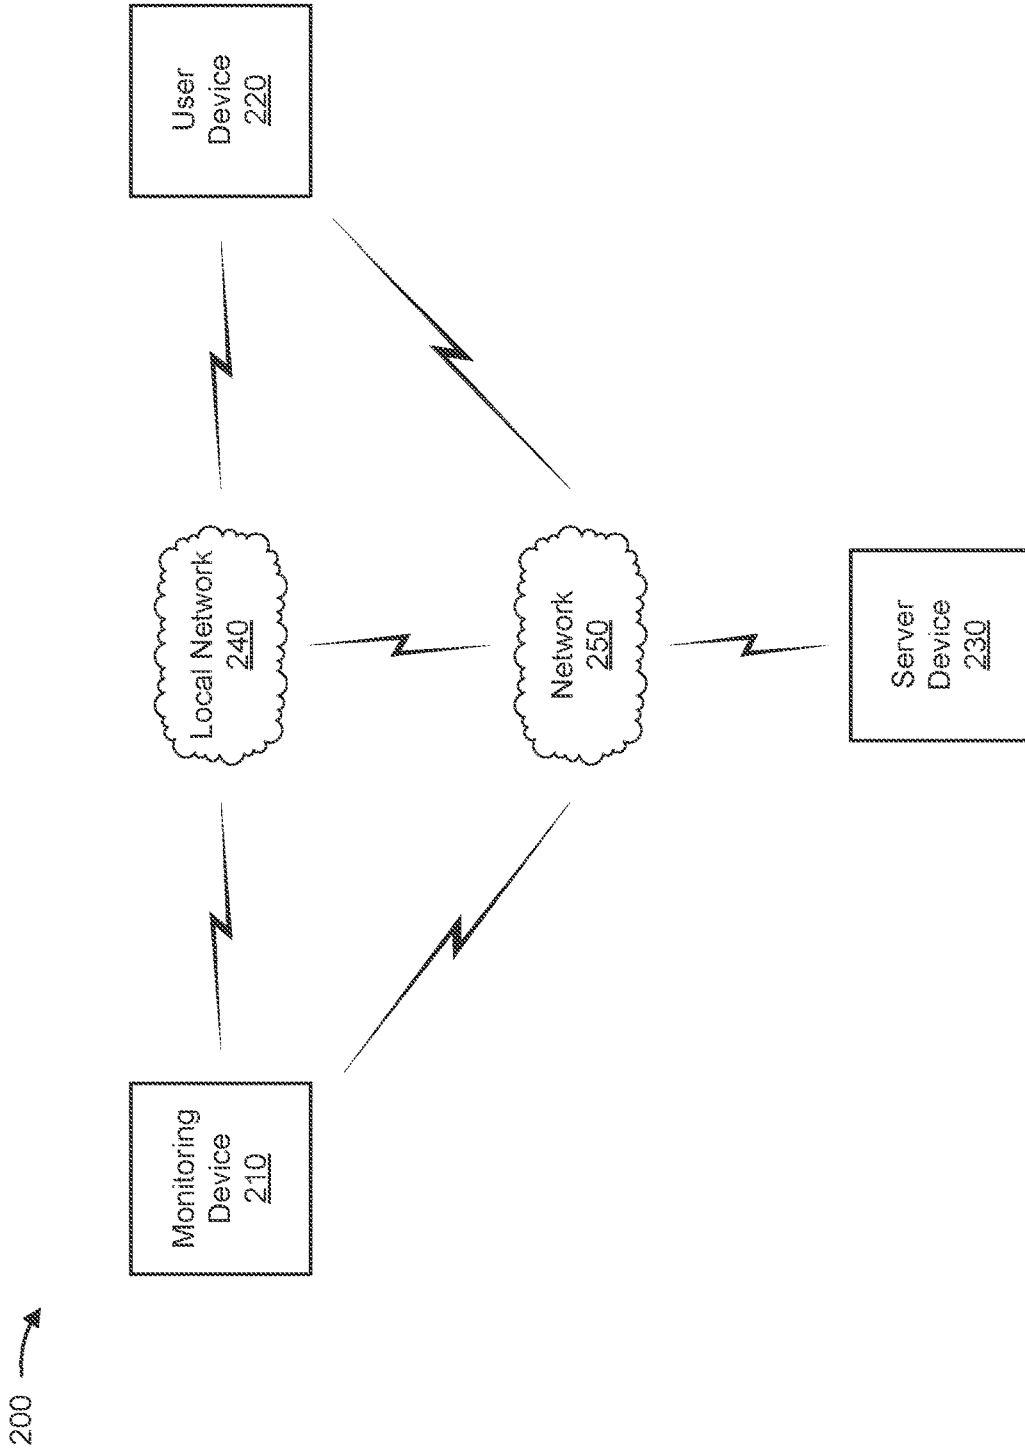 200
Monitoring
Device
210
Local Network
240
User
Device
220
Network
250
Server
Device
230